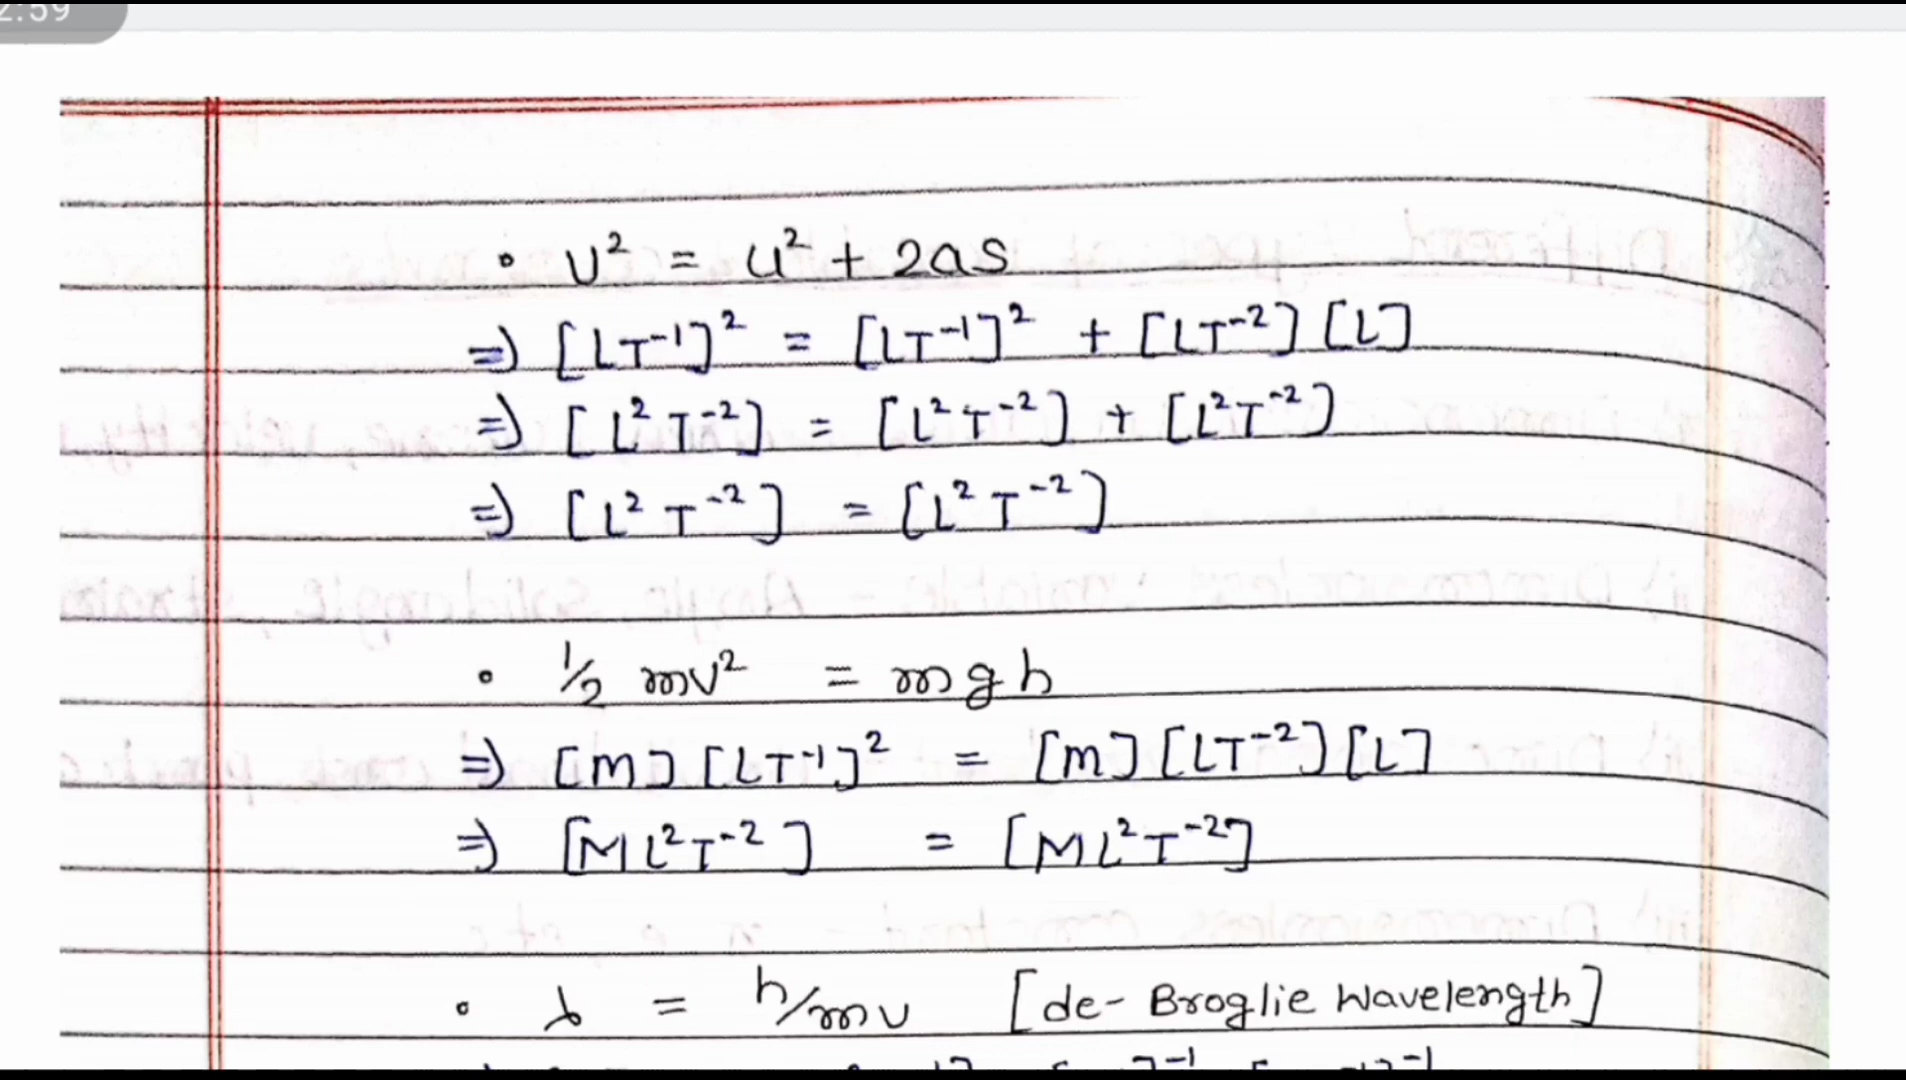 2:59
• v² = u² + 2as
⇒ [LT⁻¹]² = [LT⁻¹]² + [LT⁻²] [L]
⇒ [L²T⁻²] = [L²T⁻²] + [L²T⁻²]
⇒ [L²T⁻²] = [L²T⁻²]
• ½ mv² = mgh
⇒ [M] [LT⁻¹]² = [M] [LT⁻²] [L]
⇒ [ML²T⁻²] = [ML²T⁻²]
• λ = h/mv [de-Broglie Wavelength]